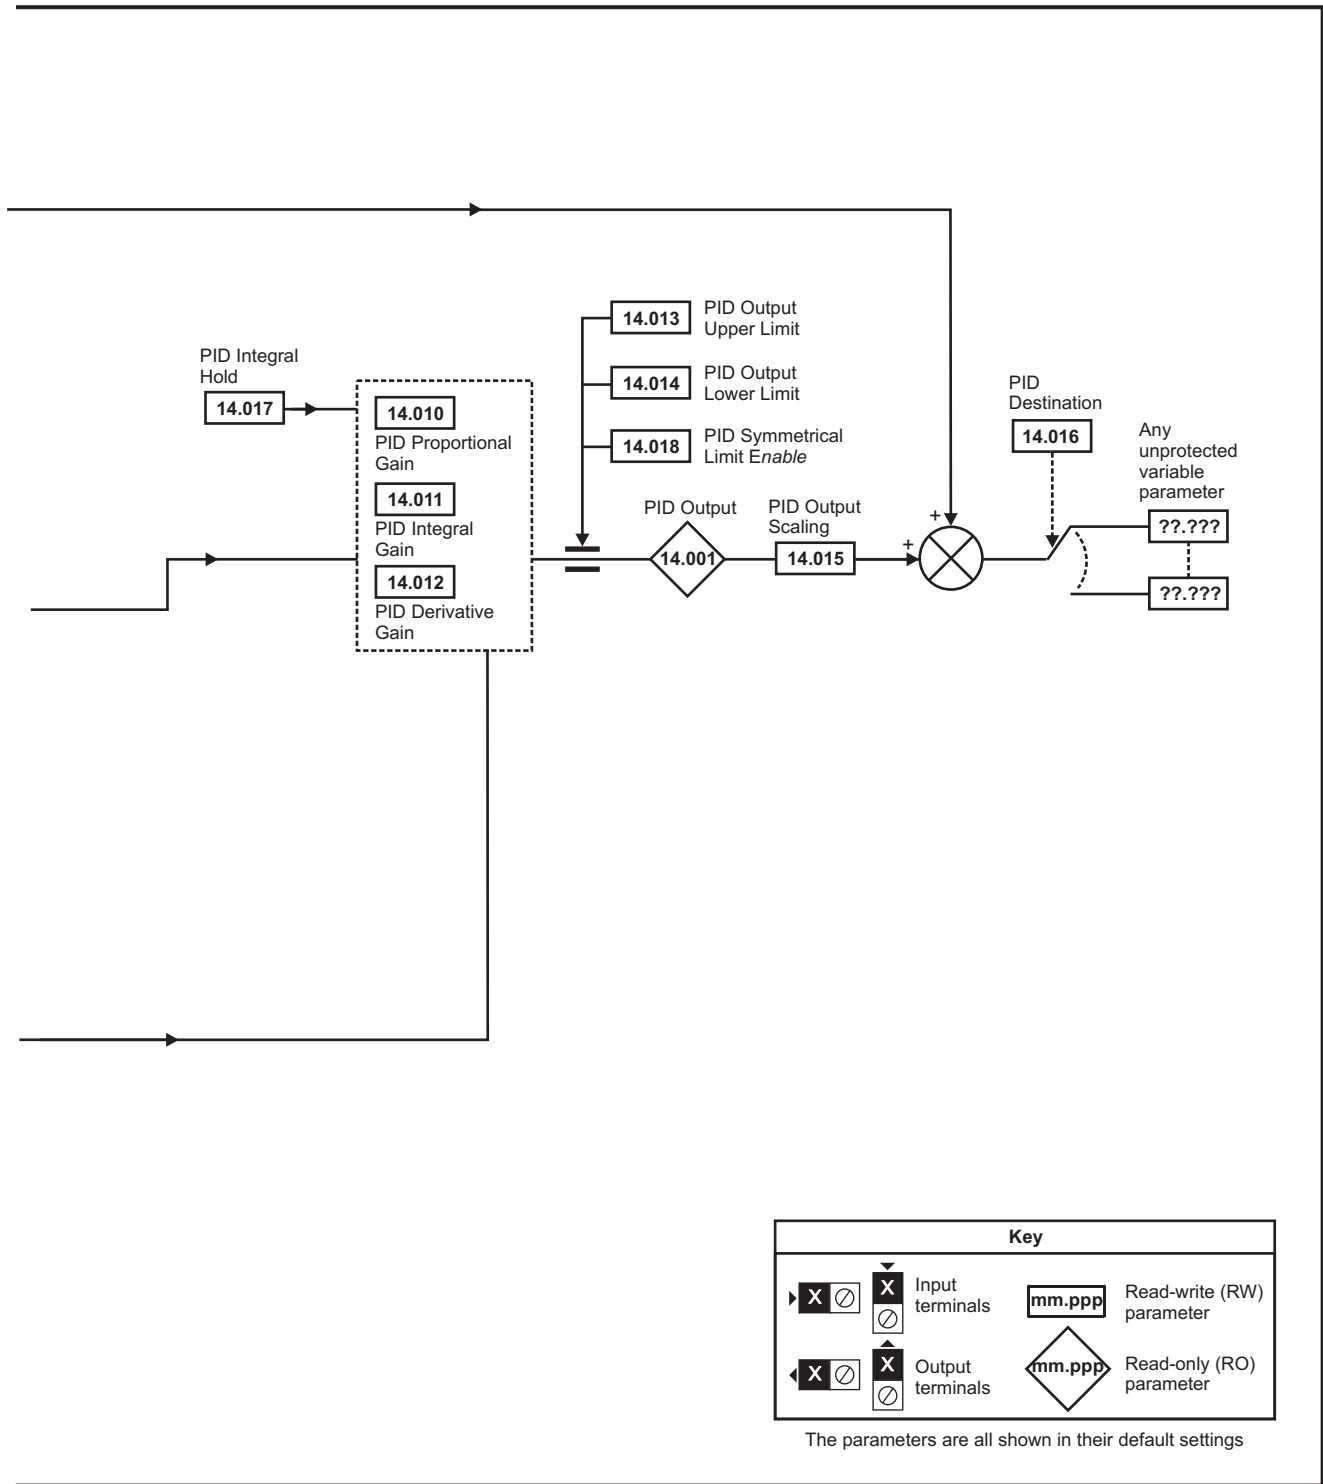 PID Integral
Hold
14.017
14.010
PID Proportional
Gain
14.011
PID Integral
Gain
14.012
PID Derivative
Gain
14.013
PID Output
Upper Limit
14.014
PID Output
Lower Limit
14.018
PID Symmetrical
Limit Enable
PID Output
14.001
PID Output
Scaling
14.015
+
+
PID
Destination
14.016
Any
unprotected
variable
parameter
??.???
??.???
Key
X
X
Input
terminals
mm.ppp
Read-write (RW)
parameter
X
X
Output
terminals
mm.ppp
Read-only (RO)
parameter
The parameters are all shown in their default settings